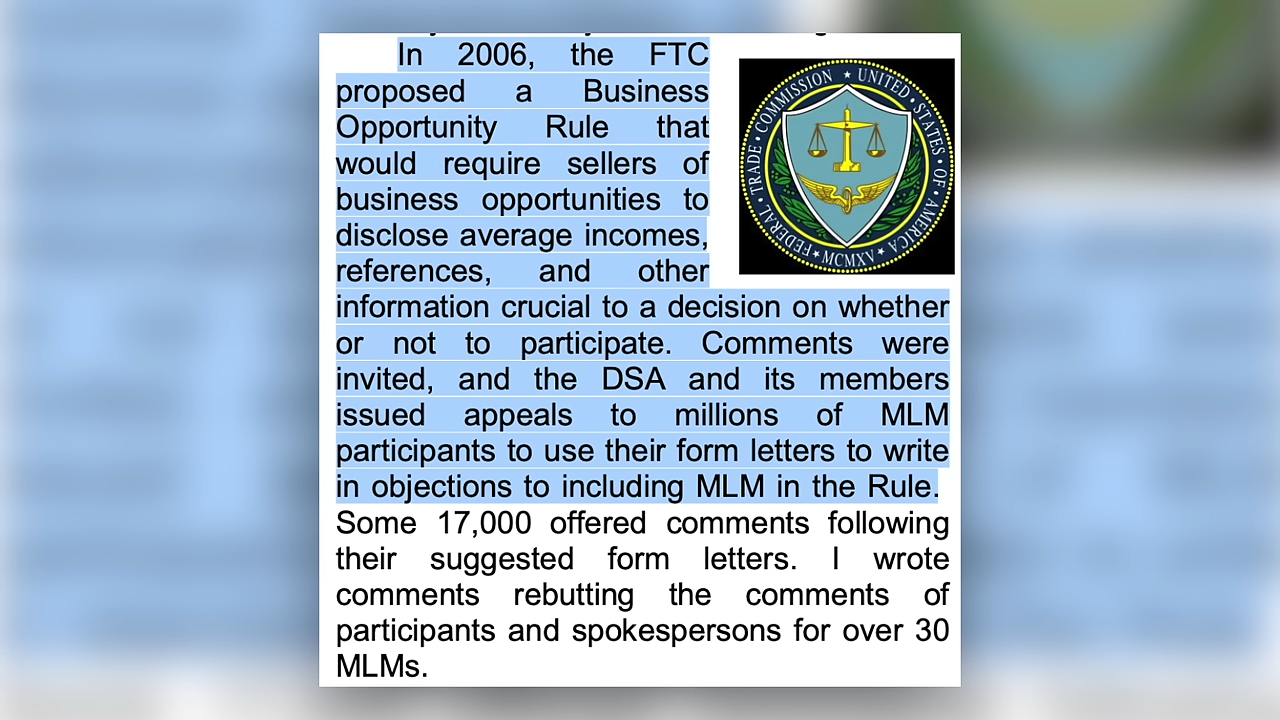 In 2006, the FTC
proposed a Business
Opportunity Rule that
would require sellers of
business opportunities to
disclose average incomes,
references, and other
information crucial to a decision on whether
or not to participate. Comments were
invited, and the DSA and its members
issued appeals to millions of MLM
participants to use their form letters to write
in objections to including MLM in the Rule.
Some 17,000 offered comments following
their suggested form letters. I wrote
comments rebutting the comments of
participants and spokespersons for over 30
MLMs.
FEDERAL TRADE COMMISSION ★ UNITED STATES OF AMERICA
★ MCMXV ★